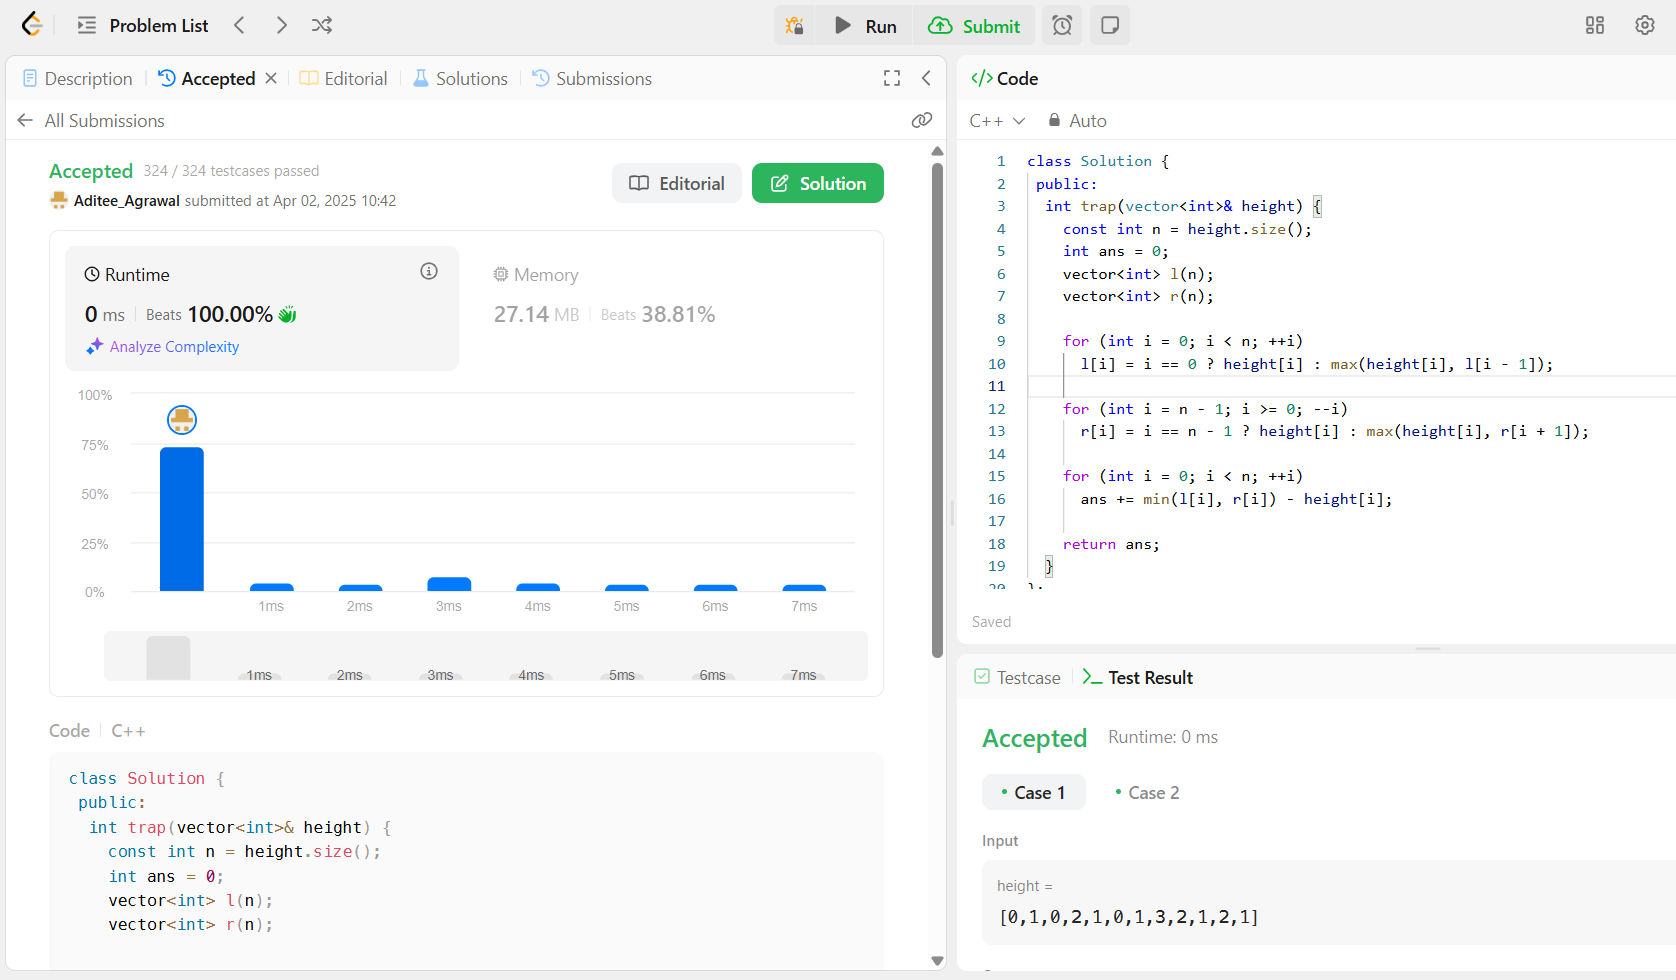 Problem List
Run
Submit
Description
Accepted
Editorial
Solutions
Submissions
All Submissions
Accepted 324 / 324 testcases passed
Aditee_Agrawal submitted at Apr 02, 2025 10:42
Editorial
Solution
Runtime
0 ms Beats 100.00%
Analyze Complexity
Memory
27.14 MB Beats 38.81%
100%
75%
50%
25%
0%
1ms 2ms 3ms 4ms 5ms 6ms 7ms
1ms 2ms 3ms 4ms 5ms 6ms 7ms
Code C++
class Solution {
public:
int trap(vector<int>& height) {
const int n = height.size();
int ans = 0;
vector<int> l(n);
vector<int> r(n);
</> Code
C++ Auto
1 class Solution {
2 public:
3 int trap(vector<int>& height) {
4 const int n = height.size();
5 int ans = 0;
6 vector<int> l(n);
7 vector<int> r(n);
8
9 for (int i = 0; i < n; ++i)
10 l[i] = i == 0 ? height[i] : max(height[i], l[i - 1]);
11
12 for (int i = n - 1; i >= 0; --i)
13 r[i] = i == n - 1 ? height[i] : max(height[i], r[i + 1]);
14
15 for (int i = 0; i < n; ++i)
16 ans += min(l[i], r[i]) - height[i];
17
18 return ans;
19 }
20 };
Saved
Testcase
Test Result
Accepted Runtime: 0 ms
Case 1
Case 2
Input
height =
[0,1,0,2,1,0,1,3,2,1,2,1]